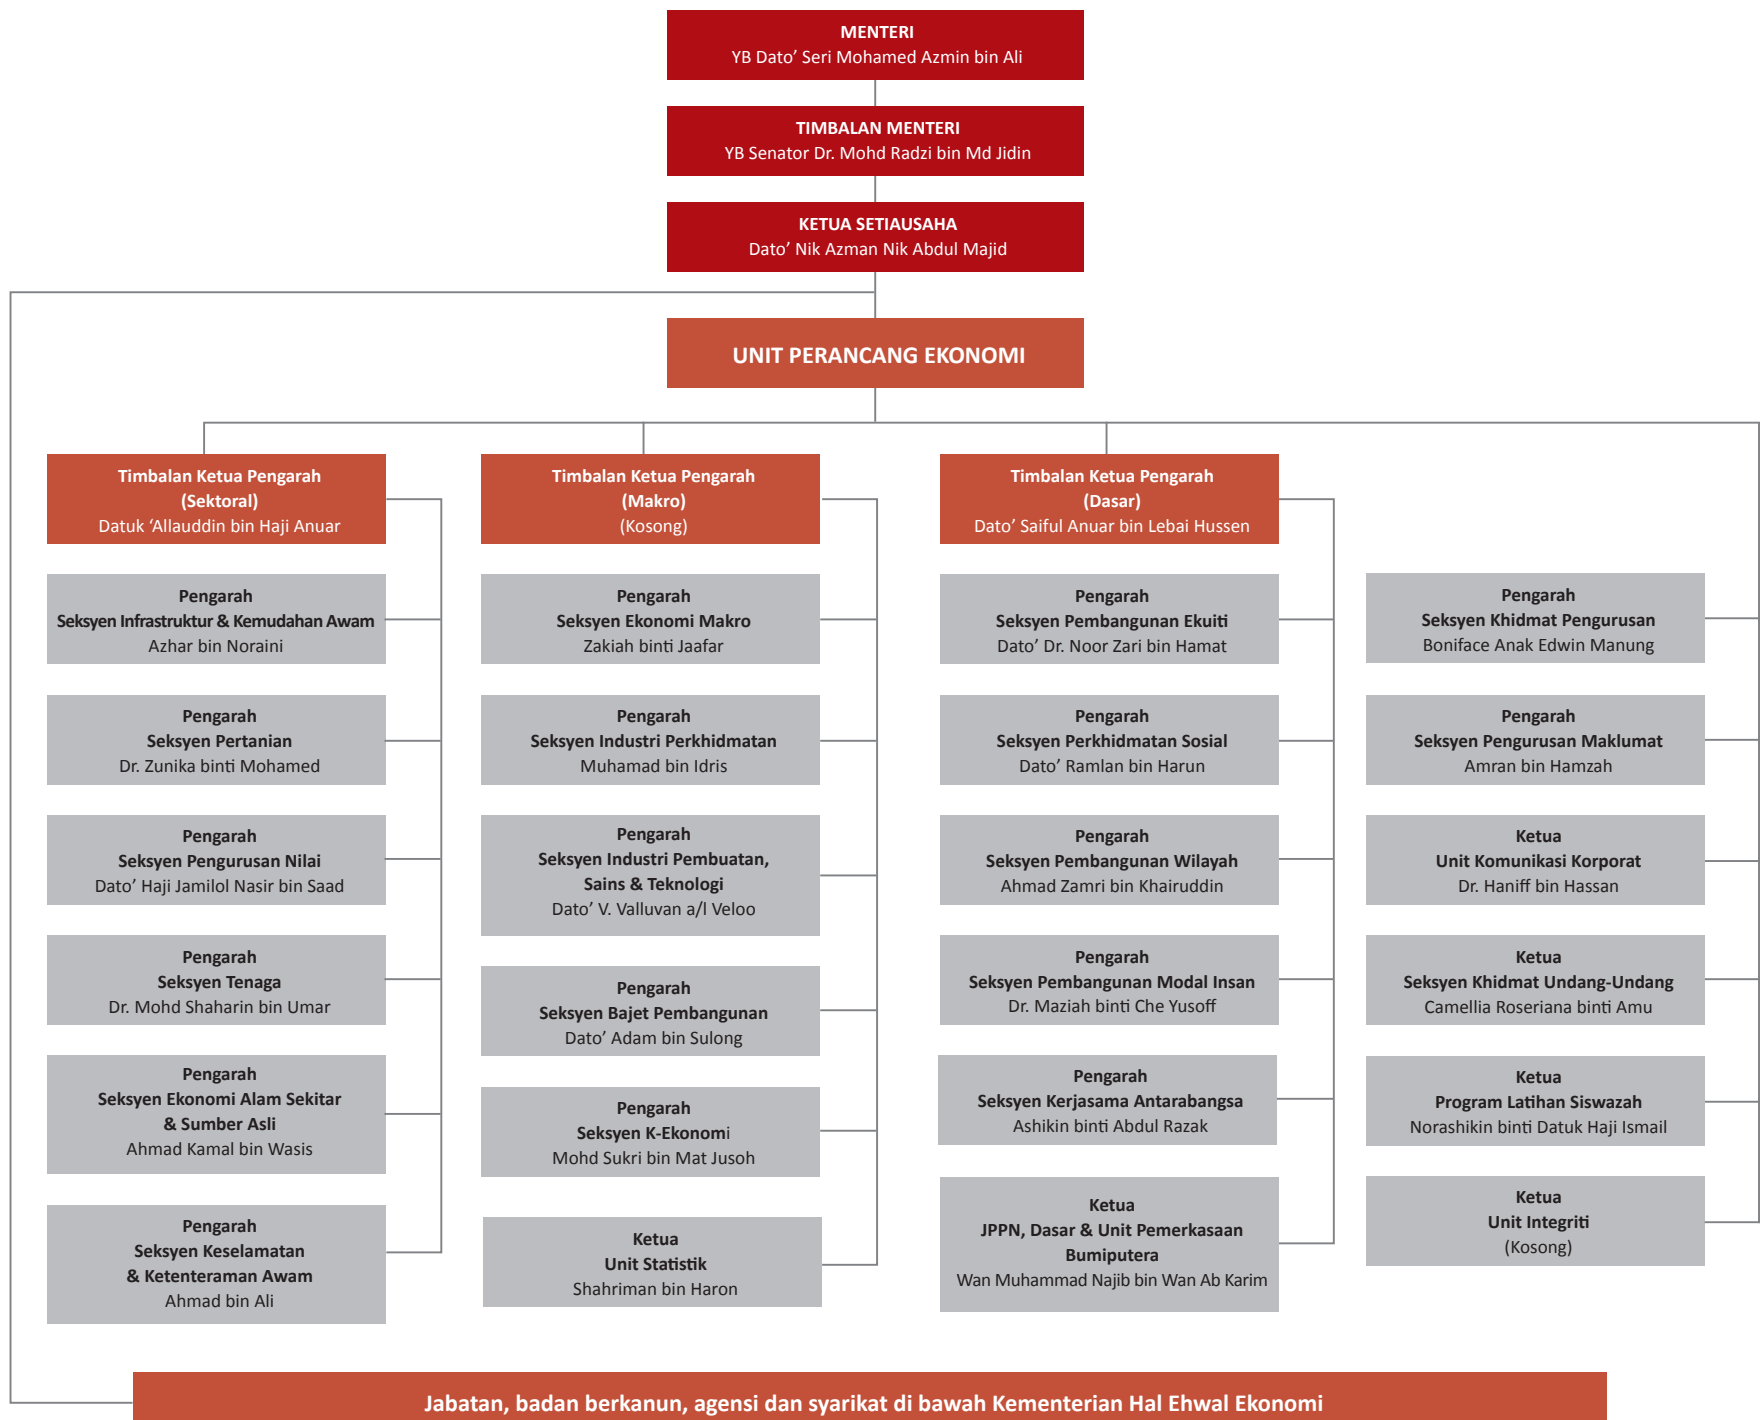 MENTERI
YB Dato’ Seri Mohamed Azmin bin Ali
TIMBALAN MENTERI
YB Senator Dr. Mohd Radzi bin Md Jidin
KETUA SETIAUSAHA
Dato’ Nik Azman Nik Abdul Majid
UNIT PERANCANG EKONOMI
Timbalan Ketua Pengarah
(Sektoral)
Datuk ‘Allauddin bin Haji Anuar
Pengarah
Seksyen Infrastruktur & Kemudahan Awam
Azhar bin Noraini
Pengarah
Seksyen Pertanian
Dr. Zunika binti Mohamed
Pengarah
Seksyen Pengurusan Nilai
Dato’ Haji Jamilol Nasir bin Saad
Pengarah
Seksyen Tenaga
Dr. Mohd Shaharin bin Umar
Pengarah
Seksyen Ekonomi Alam Sekitar
& Sumber Asli
Ahmad Kamal bin Wasis
Pengarah
Seksyen Keselamatan
& Ketenteraman Awam
Ahmad bin Ali
Timbalan Ketua Pengarah
(Makro)
(Kosong)
Pengarah
Seksyen Ekonomi Makro
Zakiah binti Jaafar
Pengarah
Seksyen Industri Perkhidmatan
Muhamad bin Idris
Pengarah
Seksyen Industri Pembuatan,
Sains & Teknologi
Dato’ V. Valluvan a/l Veloo
Pengarah
Seksyen Bajet Pembangunan
Dato’ Adam bin Sulong
Pengarah
Seksyen K-Ekonomi
Mohd Sukri bin Mat Jusoh
Ketua
Unit Statistik
Shahriman bin Haron
Timbalan Ketua Pengarah
(Dasar)
Dato’ Saiful Anuar bin Lebai Hussen
Pengarah
Seksyen Pembangunan Ekuiti
Dato’ Dr. Noor Zari bin Hamat
Pengarah
Seksyen Perkhidmatan Sosial
Dato’ Ramlan bin Harun
Pengarah
Seksyen Pembangunan Wilayah
Ahmad Zamri bin Khairuddin
Pengarah
Seksyen Pembangunan Modal Insan
Dr. Maziah binti Che Yusoff
Pengarah
Seksyen Kerjasama Antarabangsa
Ashikin binti Abdul Razak
Ketua
JPPN, Dasar & Unit Pemerkasaan
Bumiputera
Wan Muhammad Najib bin Wan Ab Karim
Pengarah
Seksyen Khidmat Pengurusan
Boniface Anak Edwin Manung
Pengarah
Seksyen Pengurusan Maklumat
Amran bin Hamzah
Ketua
Unit Komunikasi Korporat
Dr. Haniff bin Hassan
Ketua
Seksyen Khidmat Undang-Undang
Camellia Roseriana binti Amu
Ketua
Program Latihan Siswazah
Norashikin binti Datuk Haji Ismail
Ketua
Unit Integriti
(Kosong)
Jabatan, badan berkanun, agensi dan syarikat di bawah Kementerian Hal Ehwal Ekonomi